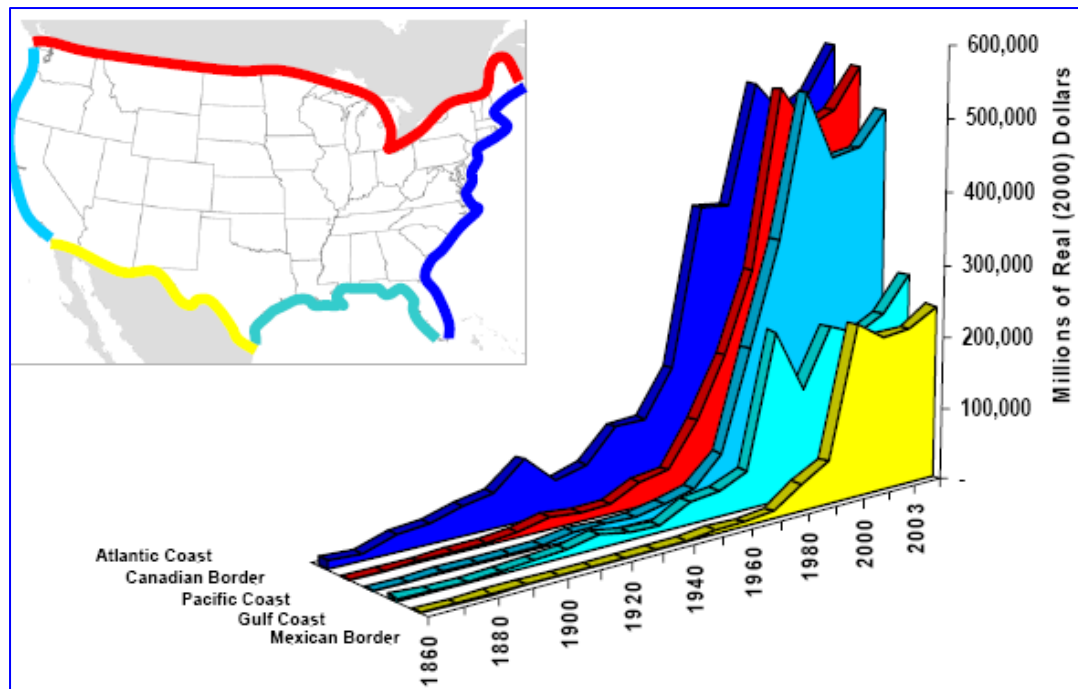 600,000
500,000
400,000
300,000
200,000
100,000
-
Millions of Real (2000) Dollars
Atlantic Coast
Canadian Border
Pacific Coast
Gulf Coast
Mexican Border
1860
1880
1900
1920
1940
1960
1980
2000
2003